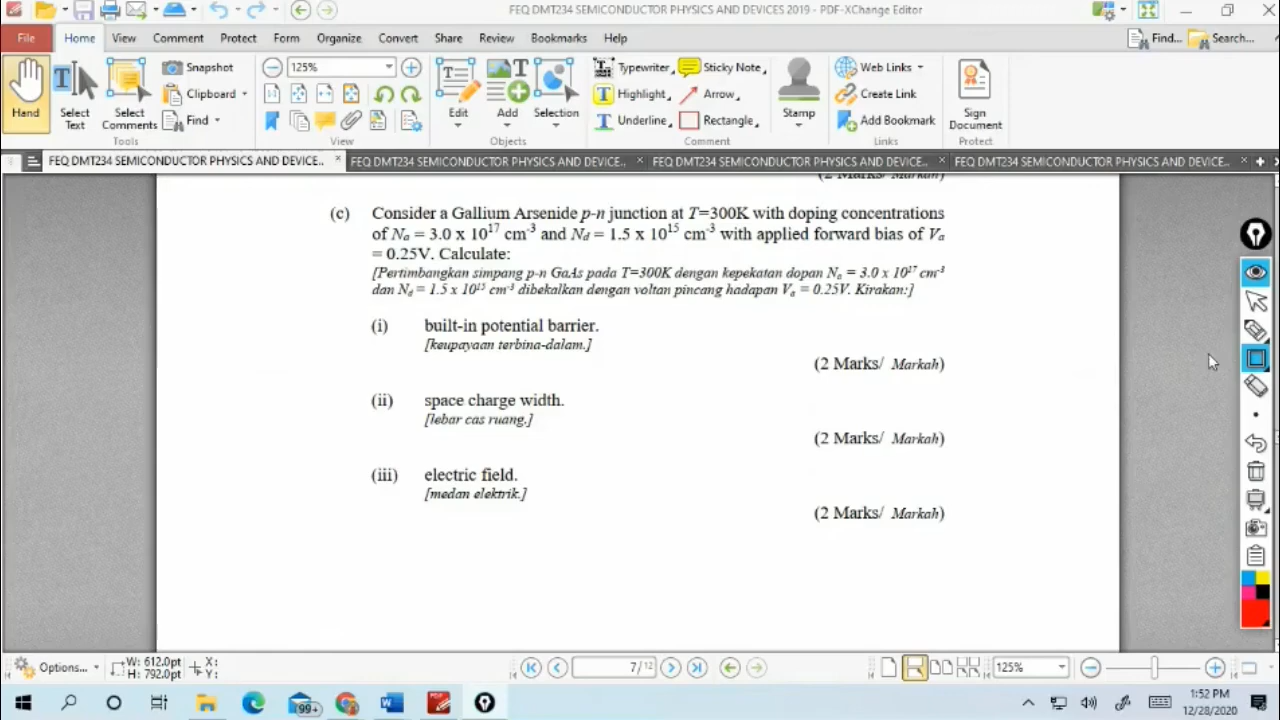 FEQ DMT234 SEMICONDUCTOR PHYSICS AND DEVICES 2019 - PDF-XChange Editor
File Home View Comment Protect Form Organize Convert Share Review Bookmarks Help Find... Search...
Hand
Select Text
Select Comments
Snapshot
Clipboard
Find
Tools
125%
View
Edit
Add
Selection
Objects
Typewriter
Highlight
Underline
Sticky Note
Arrow
Rectangle
Stamp
Comment
Web Links
Create Link
Add Bookmark
Links
Sign Document
Protect
FEQ DMT234 SEMICONDUCTOR PHYSICS AND DEVICE.. FEQ DMT234 SEMICONDUCTOR PHYSICS AND DEVICE.. FEQ DMT234 SEMICONDUCTOR PHYSICS AND DEVICE.. FEQ DMT234 SEMICONDUCTOR PHYSICS AND DEVICE..
(2 Marks/ Markah)
(c) Consider a Gallium Arsenide p-n junction at T=300K with doping concentrations
of Na = 3.0 x 10¹⁷ cm⁻³ and Nd = 1.5 x 10¹⁵ cm⁻³ with applied forward bias of Va
= 0.25V. Calculate:
[Pertimbangkan simpang p-n GaAs pada T=300K dengan kepekatan dopan Na = 3.0 x 10¹⁷ cm⁻³
dan Nd = 1.5 x 10¹⁵ cm⁻³ dibekalkan dengan voltan pincang hadapan Va = 0.25V. Kirakan:]
(i) built-in potential barrier.
[keupayaan terbina-dalam.]
(2 Marks/ Markah)
(ii) space charge width.
[lebar cas ruang.]
(2 Marks/ Markah)
(iii) electric field.
[medan elektrik.]
(2 Marks/ Markah)
Options... W: 612.0pt X:
H: 792.0pt Y:
7/12
125%
99+
1:52 PM
12/28/2020